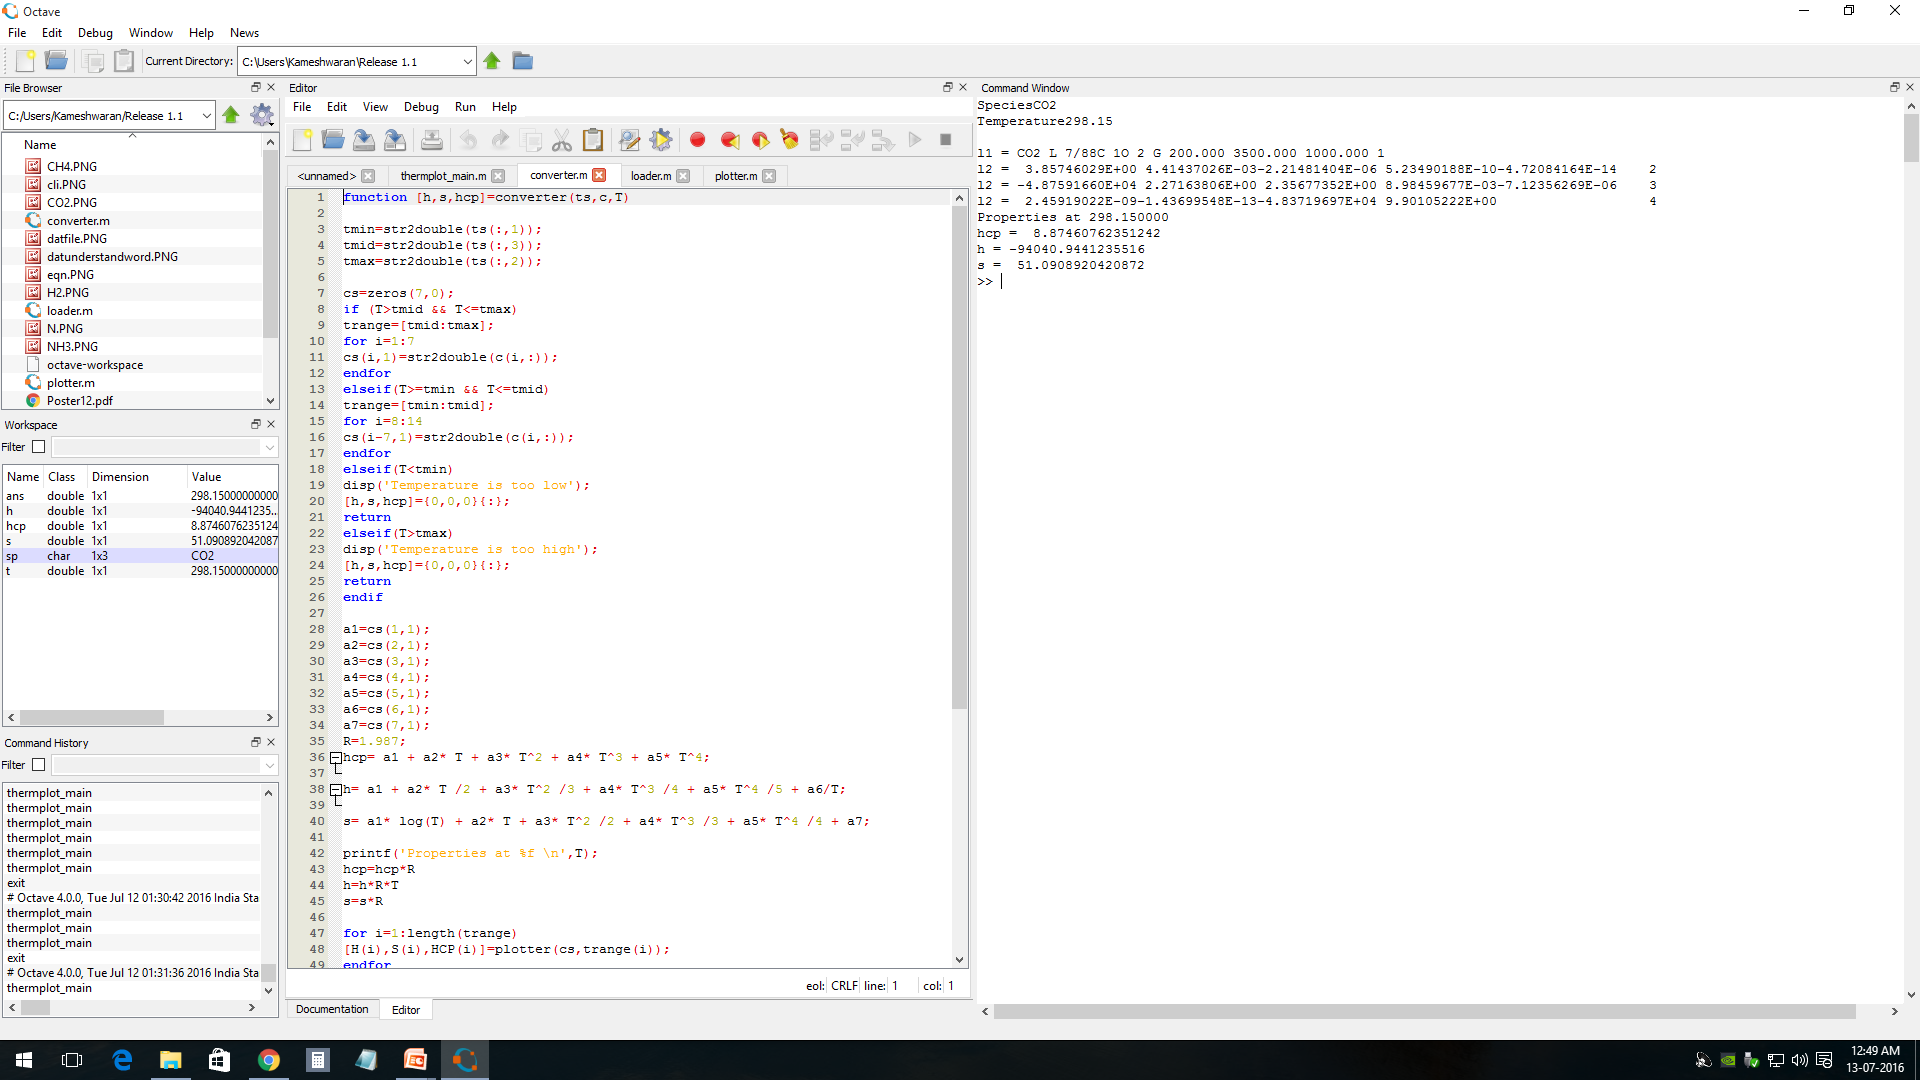 Octave
File Edit Debug Window Help News
Current Directory: C:\Users\Kameshwaran\Release 1.1
File Browser
C:/Users/Kameshwaran/Release 1.1
Name
CH4.PNG
cli.PNG
CO2.PNG
converter.m
datfile.PNG
datunderstandword.PNG
eqn.PNG
H2.PNG
loader.m
N.PNG
NH3.PNG
octave-workspace
plotter.m
Poster12.pdf
Workspace
Filter
Name Class Dimension Value
ans double 1x1 298.15000000000
h double 1x1 -94040.9441235...
hcp double 1x1 8.8746076235124
s double 1x1 51.090892042087
sp char 1x3 CO2
t double 1x1 298.15000000000
Command History
Filter
thermplot_main
thermplot_main
thermplot_main
thermplot_main
thermplot_main
thermplot_main
exit
# Octave 4.0.0, Tue Jul 12 01:30:42 2016 India Sta
thermplot_main
thermplot_main
thermplot_main
exit
# Octave 4.0.0, Tue Jul 12 01:31:36 2016 India Sta
thermplot_main
Editor
File Edit View Debug Run Help
<unnamed> thermplot_main.m converter.m loader.m plotter.m
1 function [h,s,hcp]=converter(ts,c,T)
2
3 tmin=str2double(ts(:,1));
4 tmid=str2double(ts(:,3));
5 tmax=str2double(ts(:,2));
6
7 cs=zeros(7,0);
8 if (T>tmid && T<=tmax)
9 trange=[tmid:tmax];
10 for i=1:7
11 cs(i,1)=str2double(c(i,:));
12 endfor
13 elseif(T>=tmin && T<=tmid)
14 trange=[tmin:tmid];
15 for i=8:14
16 cs(i-7,1)=str2double(c(i,:));
17 endfor
18 elseif(T<tmin)
19 disp('Temperature is too low');
20 [h,s,hcp]={0,0,0}{:};
21 return
22 elseif(T>tmax)
23 disp('Temperature is too high');
24 [h,s,hcp]={0,0,0}{:};
25 return
26 endif
27
28 a1=cs(1,1);
29 a2=cs(2,1);
30 a3=cs(3,1);
31 a4=cs(4,1);
32 a5=cs(5,1);
33 a6=cs(6,1);
34 a7=cs(7,1);
35 R=1.987;
36 hcp= a1 + a2* T + a3* T^2 + a4* T^3 + a5* T^4;
37
38 h= a1 + a2* T /2 + a3* T^2 /3 + a4* T^3 /4 + a5* T^4 /5 + a6/T;
39
40 s= a1* log(T) + a2* T + a3* T^2 /2 + a4* T^3 /3 + a5* T^4 /4 + a7;
41
42 printf('Properties at %f \n',T);
43 hcp=hcp*R
44 h=h*R*T
45 s=s*R
46
47 for i=1:length(trange)
48 [H(i),S(i),HCP(i)]=plotter(cs,trange(i));
49 endfor
eol: CRLF line: 1 col: 1
Documentation Editor
Command Window
SpeciesCO2
Temperature298.15
l1 = CO2 L 7/88C 1O 2 G 200.000 3500.000 1000.000 1
l2 = 3.85746029E+00 4.41437026E-03-2.21481404E-06 5.23490188E-10-4.72084164E-14 2
l2 = -4.87591660E+04 2.27163806E+00 2.35677352E+00 8.98459677E-03-7.12356269E-06 3
l2 = 2.45919022E-09-1.43699548E-13-4.83719697E+04 9.90105222E+00 4
Properties at 298.150000
hcp = 8.87460762351242
h = -94040.9441235516
s = 51.0908920420872
>>
12:49 AM
13-07-2016